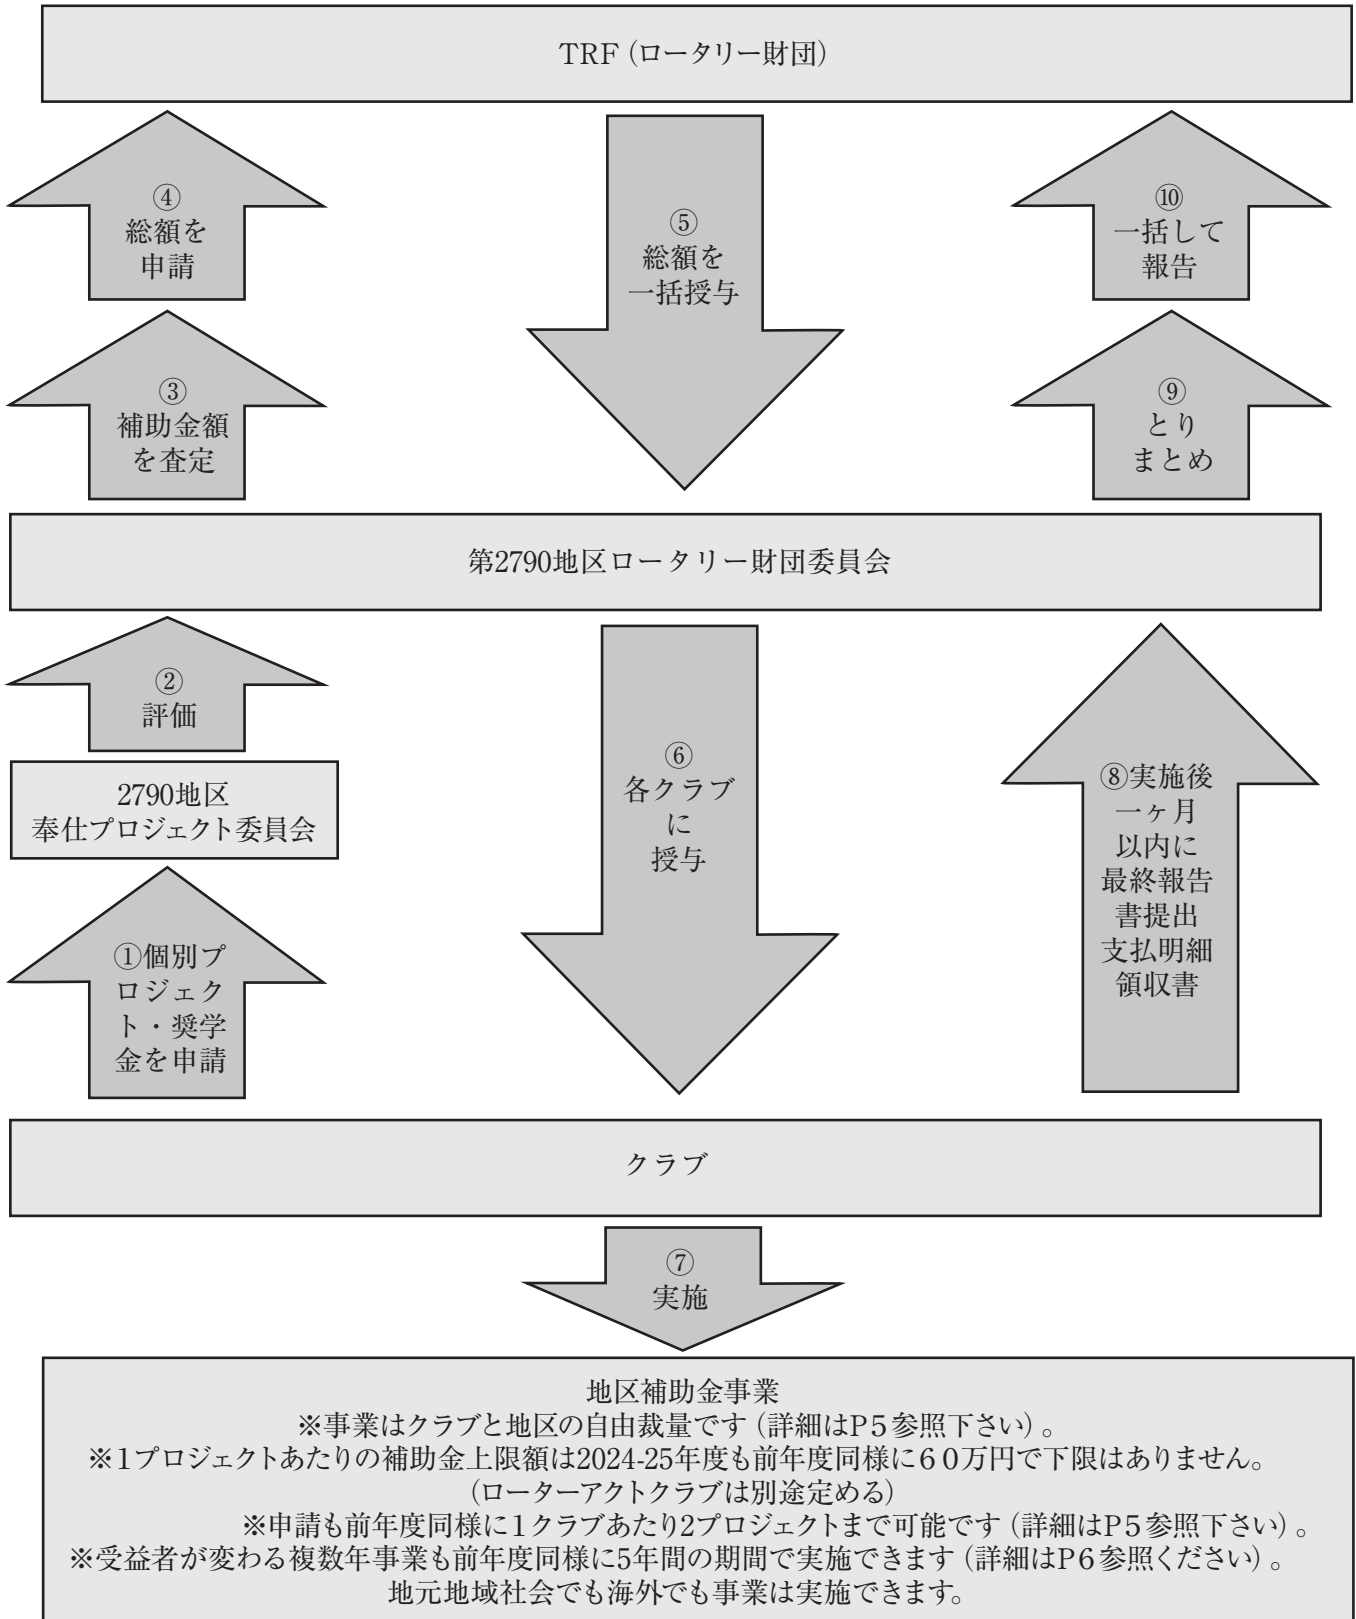 TRF（ロータリー財団）
④
総額を
申請
⑤
総額を
一括授与
⑩
一括して
報告
③
補助金額
を査定
⑨
とり
まとめ
第2790地区ロータリー財団委員会
②
評価
2790地区
奉仕プロジェクト委員会
①個別プ
ロジェク
ト・奨学
金を申請
⑥
各クラブ
に
授与
⑧実施後
一ヶ月
以内に
最終報告
書提出
支払明細
領収書
クラブ
⑦
実施
地区補助金事業
※事業はクラブと地区の自由裁量です（詳細はP５参照下さい）。
※１プロジェクトあたりの補助金上限額は2024-25年度も前年度同様に６０万円で下限はありません。
（ローターアクトクラブは別途定める）
※申請も前年度同様に１クラブあたり2プロジェクトまで可能です（詳細はP５参照下さい）。
※受益者が変わる複数年事業も前年度同様に5年間の期間で実施できます（詳細はP６参照ください）。
地元地域社会でも海外でも事業は実施できます。